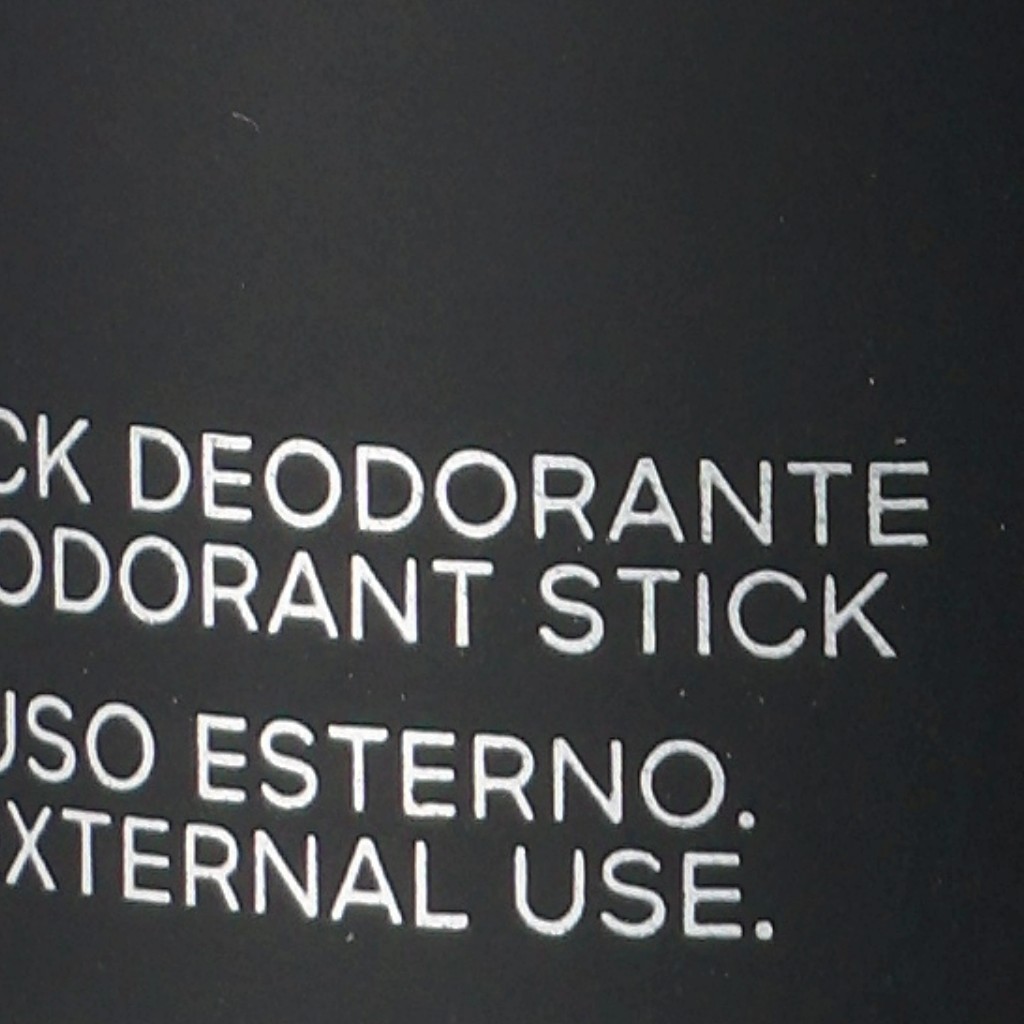 CK DEODORANTE
ODORANT STICK
USO ESTERNO.
XTERNAL USE.